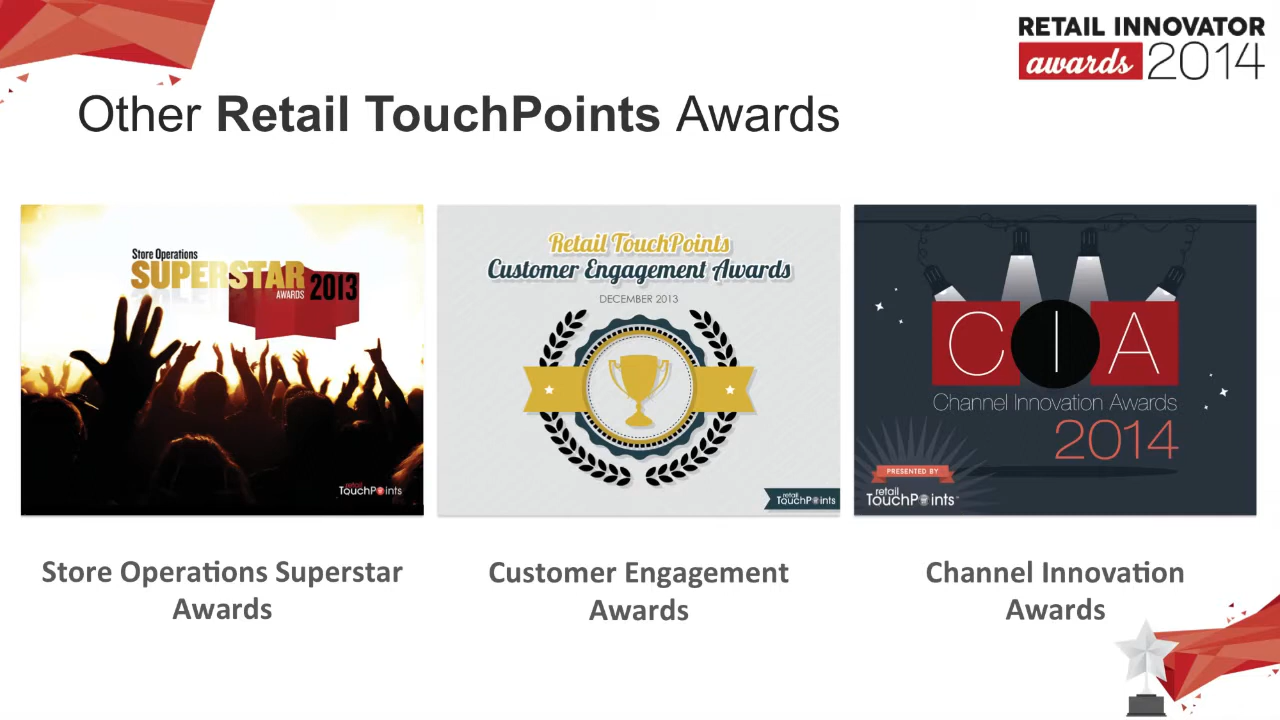 RETAIL INNOVATOR
awards 2014
Other Retail TouchPoints Awards
Store Operations
SUPERSTAR
AWARDS 2013
retail
TouchPoints
Retail TouchPoints
Customer Engagement Awards
DECEMBER 2013
retail
TouchPoints
CIA
Channel Innovation Awards
2014
PRESENTED BY
retail
TouchPoints
Store Operations Superstar
Awards
Customer Engagement
Awards
Channel Innovation
Awards